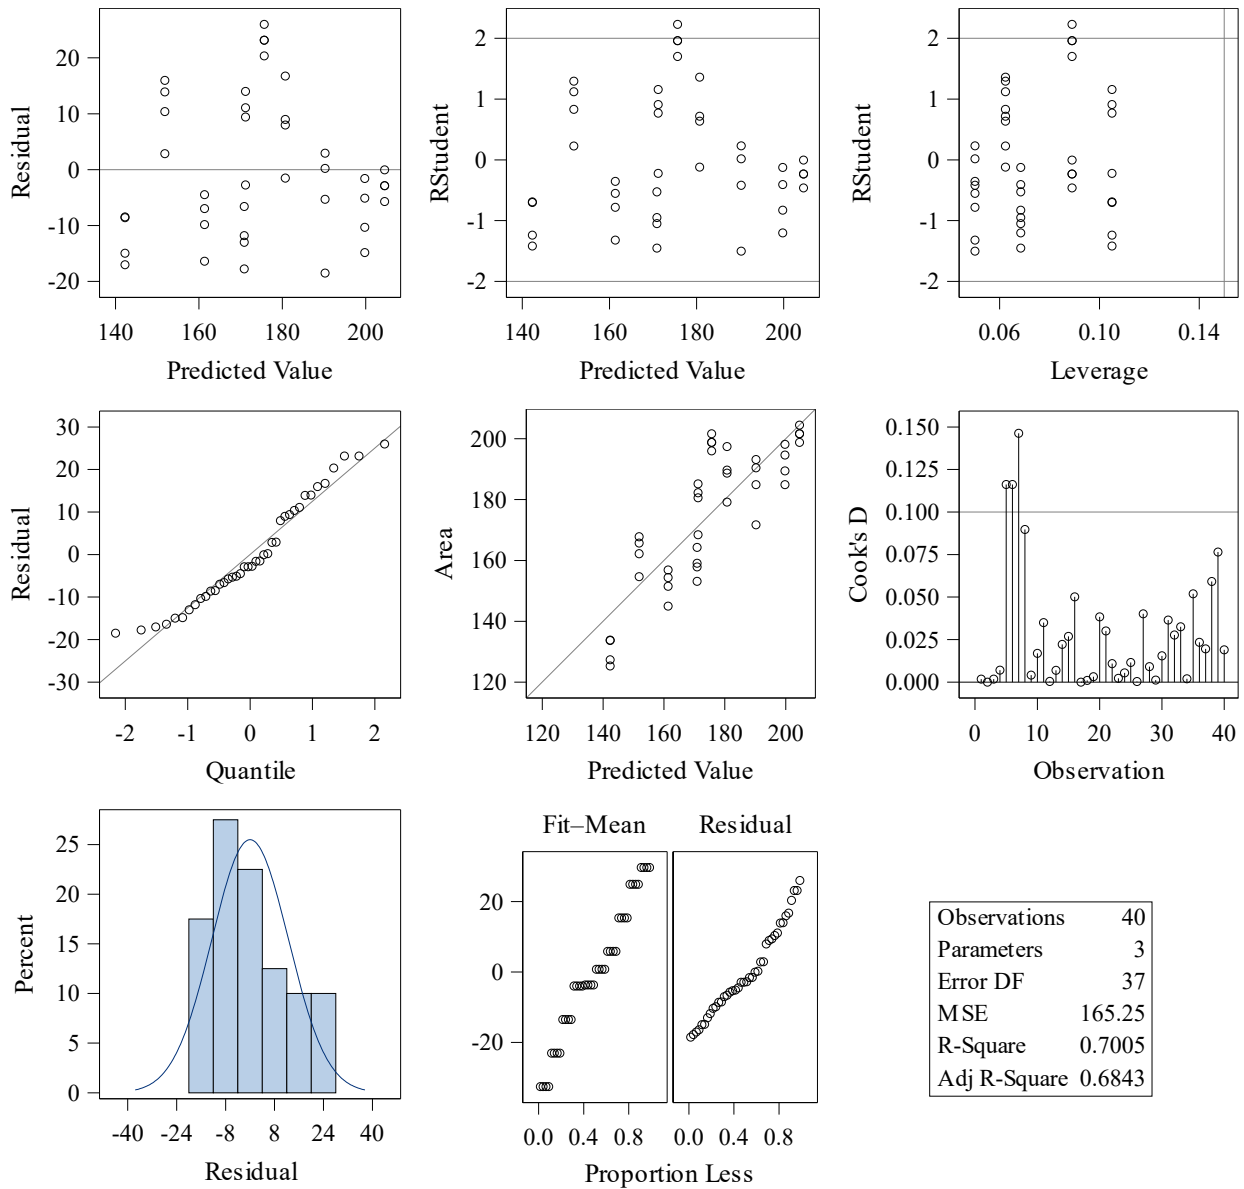 20
10
0
-10
-20
Residual
140 160 180 200
Predicted Value
2
1
0
-1
-2
RStudent
140 160 180 200
Predicted Value
2
1
0
-1
-2
RStudent
0.06 0.10 0.14
Leverage
30
20
10
0
-10
-20
-30
Residual
-2 -1 0 1 2
Quantile
200
180
160
140
120
Area
120 140 160 180 200
Predicted Value
0.150
0.125
0.100
0.075
0.050
0.025
0.000
Cook's D
0 10 20 30 40
Observation
25
20
15
10
5
0
Percent
-40 -24 -8 8 24 40
Residual
Fit–Mean Residual
20
0
-20
0.0 0.4 0.8 0.0 0.4 0.8
Proportion Less
Observations 40
Parameters 3
Error DF 37
MSE 165.25
R-Square 0.7005
Adj R-Square 0.6843